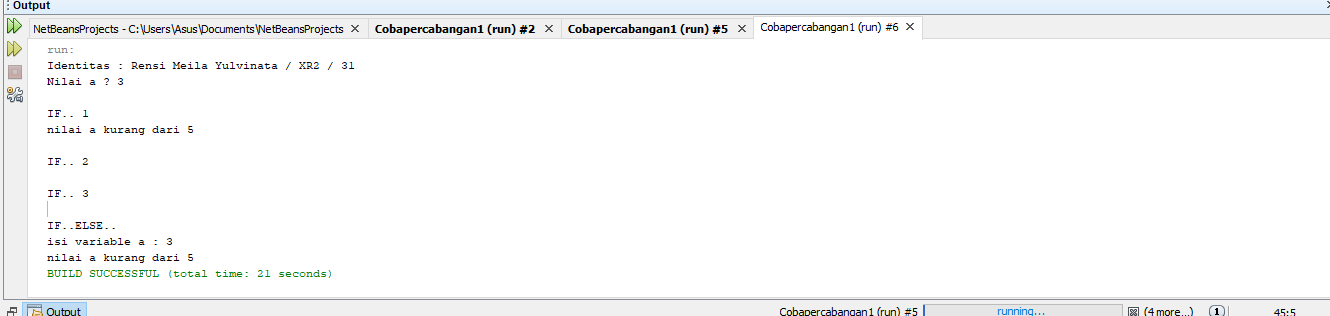 Output
NetBeansProjects - C:\Users\Asus\Documents\NetBeansProjects Cobapercabangan1 (run) #2 Cobapercabangan1 (run) #5 Cobapercabangan1 (run) #6
run:
Identitas : Rensi Meila Yulvinata / XR2 / 31
Nilai a ? 3
IF.. 1
nilai a kurang dari 5
IF.. 2
IF.. 3
IF..ELSE..
isi variable a : 3
nilai a kurang dari 5
BUILD SUCCESSFUL (total time: 21 seconds)
Output Cobapercabangan1 (run) #5 running... (4 more...) 1 45:5